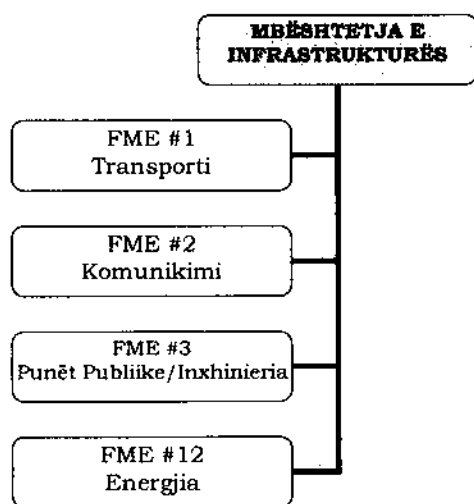 MBËSHTETJA E
INFRASTRUKTURËS
FME #1
Transporti
FME #2
Komunikimi
FME #3
Punët Publiike/Inxhinieria
FME #12
Energjia